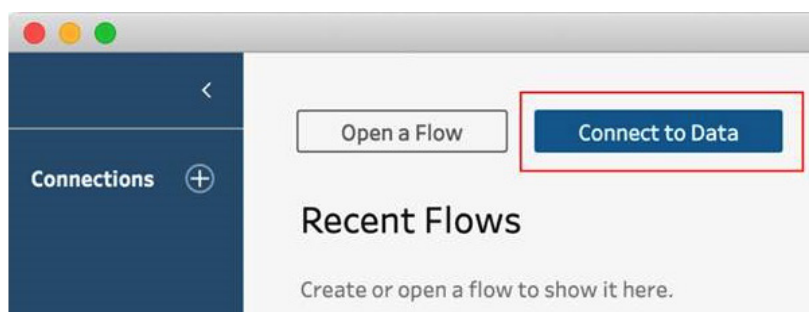 Open a Flow
Connect to Data
Connections
Recent Flows
Create or open a flow to show it here.